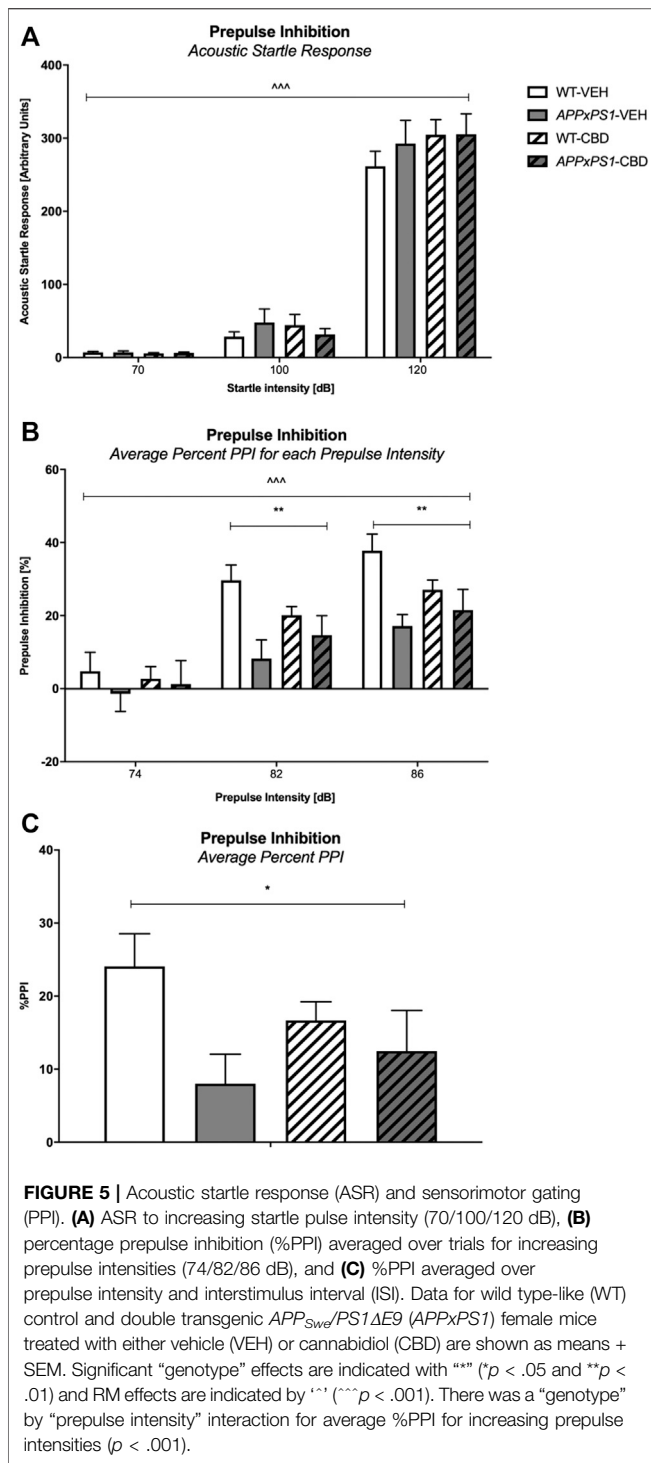 A
Prepulse Inhibition
Acoustic Startle Response
Acoustic Startle Response [Arbitrary Units]
400
300
200
100
0
^^^
70
100
120
Startle intensity [dB]
WT-VEH
APPxPS1-VEH
WT-CBD
APPxPS1-CBD
B
Prepulse Inhibition
Average Percent PPI for each Prepulse Intensity
Prepulse Inhibition [%]
60
40
20
0
-20
^^^
**
**
74
82
86
Prepulse Intensity [dB]
C
Prepulse Inhibition
Average Percent PPI
%PPI
40
30
20
10
0
*
FIGURE 5 | Acoustic startle response (ASR) and sensorimotor gating
(PPI). (A) ASR to increasing startle pulse intensity (70/100/120 dB), (B)
percentage prepulse inhibition (%PPI) averaged over trials for increasing
prepulse intensities (74/82/86 dB), and (C) %PPI averaged over
prepulse intensity and interstimulus interval (ISI). Data for wild type-like (WT)
control and double transgenic APPSwe/PS1ΔE9 (APPxPS1) female mice
treated with either vehicle (VEH) or cannabidiol (CBD) are shown as means +
SEM. Significant “genotype” effects are indicated with “*” (*p < .05 and **p <
.01) and RM effects are indicated by ‘^’ (^^^p < .001). There was a “genotype”
by “prepulse intensity” interaction for average %PPI for increasing prepulse
intensities (p < .001).